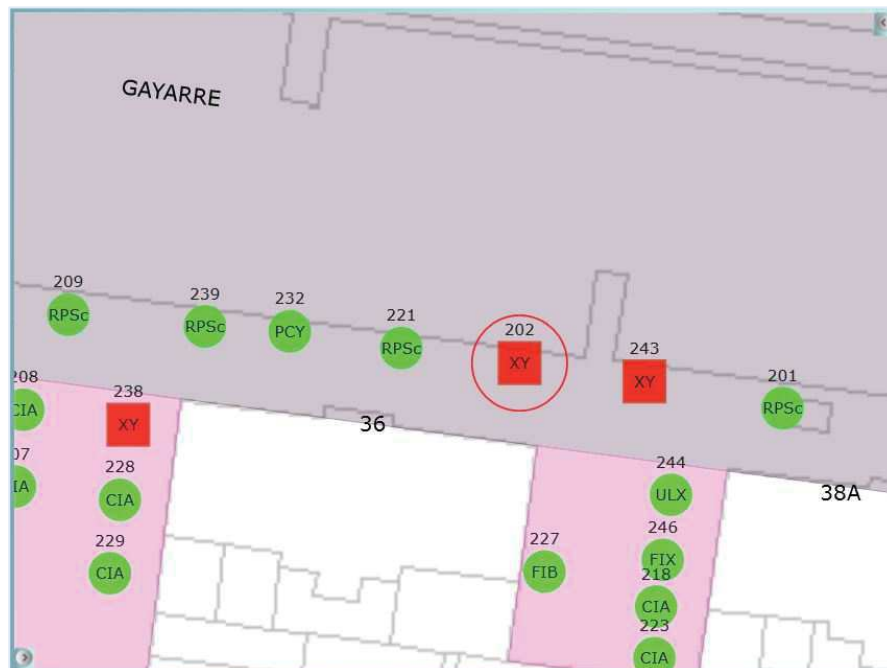 GAYARRE
209
RPSc
239
RPSc
232
PCY
221
RPSc
202
XY
243
XY
201
RPSc
208
CIA
238
XY
36
07
IA
228
CIA
229
CIA
244
ULX
38A
246
FIX
227
FIB
218
CIA
223
CIA